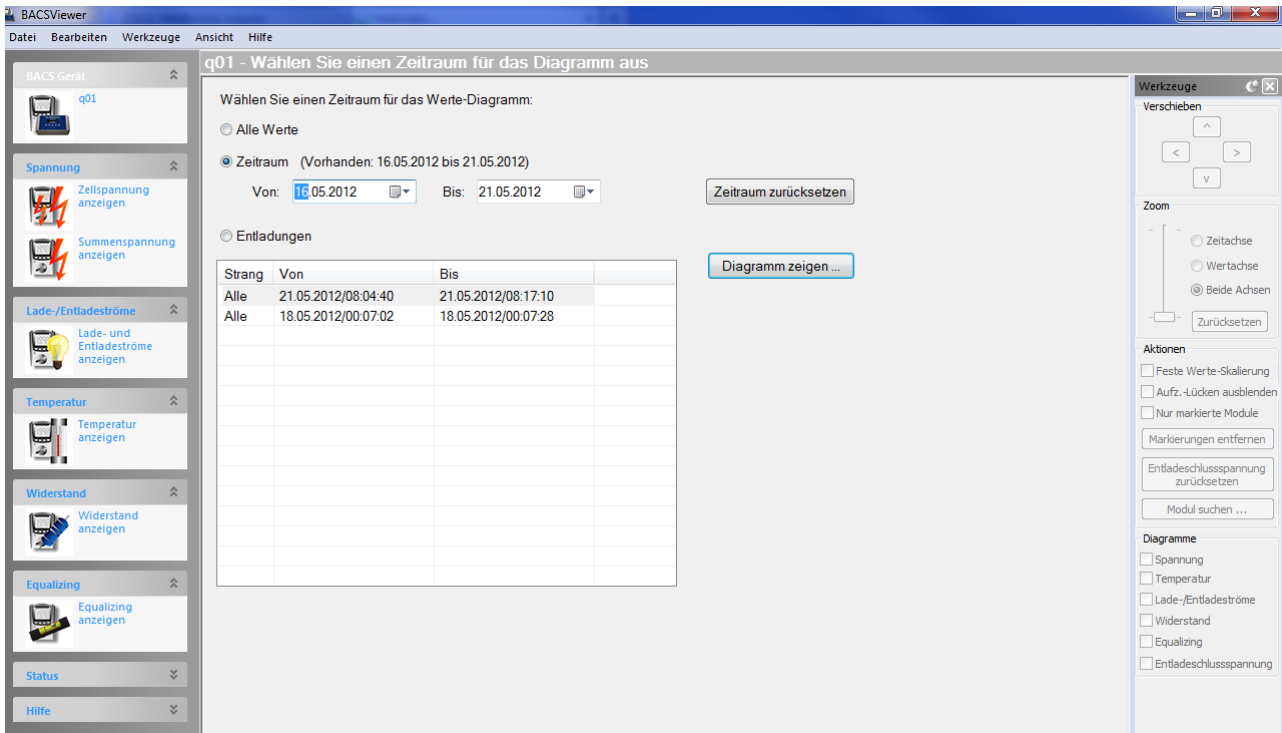 BACSViewer
Datei Bearbeiten Werkzeuge Ansicht Hilfe
BACS Gerät
q01
Spannung
Zellspannung
anzeigen
Summenspannung
anzeigen
Lade-/Entladeströme
Lade- und
Entladeströme
anzeigen
Temperatur
Temperatur
anzeigen
Widerstand
Widerstand
anzeigen
Equalizing
Equalizing
anzeigen
Status
Hilfe
q01 - Wählen Sie einen Zeitraum für das Diagramm aus
Wählen Sie einen Zeitraum für das Werte-Diagramm:
Alle Werte
Zeitraum (Vorhanden: 16.05.2012 bis 21.05.2012)
Von: 16.05.2012 Bis: 21.05.2012 Zeitraum zurücksetzen
Entladungen
Diagramm zeigen ...
Strang Von Bis
Alle 21.05.2012/08:04:40 21.05.2012/08:17:10
Alle 18.05.2012/00:07:02 18.05.2012/00:07:28
Werkzeuge
Verschieben
^
< >
v
Zoom
Zeitachse
Wertachse
Beide Achsen
Zurücksetzen
Aktionen
Feste Werte-Skalierung
Aufz.-Lücken ausblenden
Nur markierte Module
Markierungen entfernen
Entladeschlussspannung
zurücksetzen
Modul suchen ...
Diagramme
Spannung
Temperatur
Lade-/Entladeströme
Widerstand
Equalizing
Entladeschlussspannung